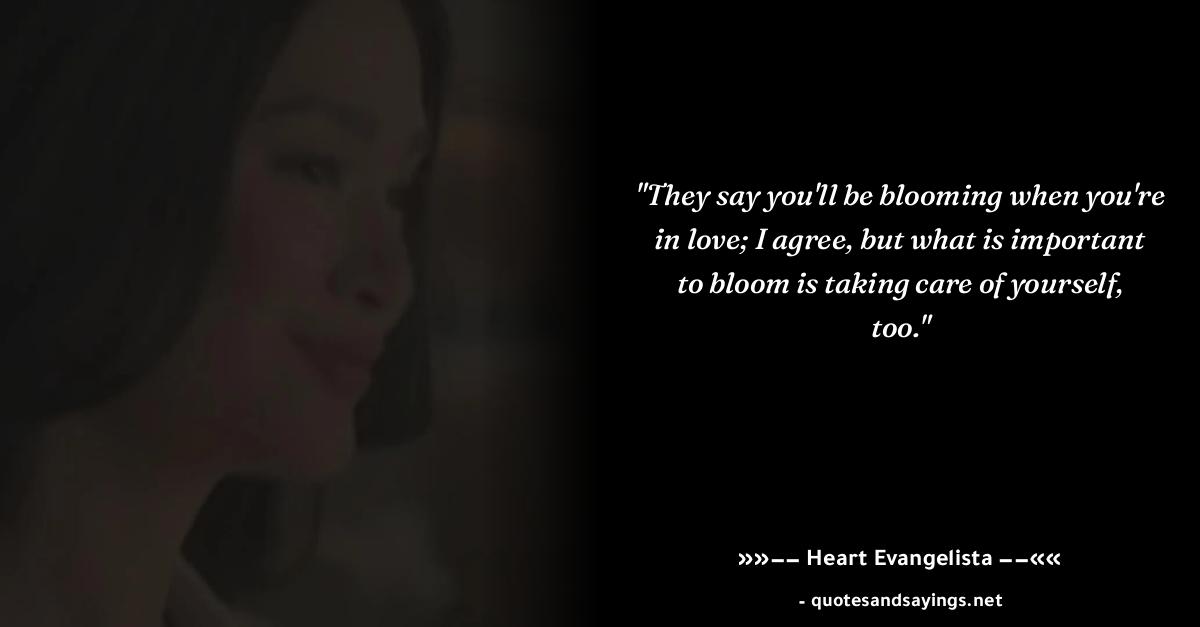 "They say you'll be blooming when you're
in love; I agree, but what is important
to bloom is taking care of yourself,
too."
»»−− Heart Evangelista −−««
- quotesandsayings.net